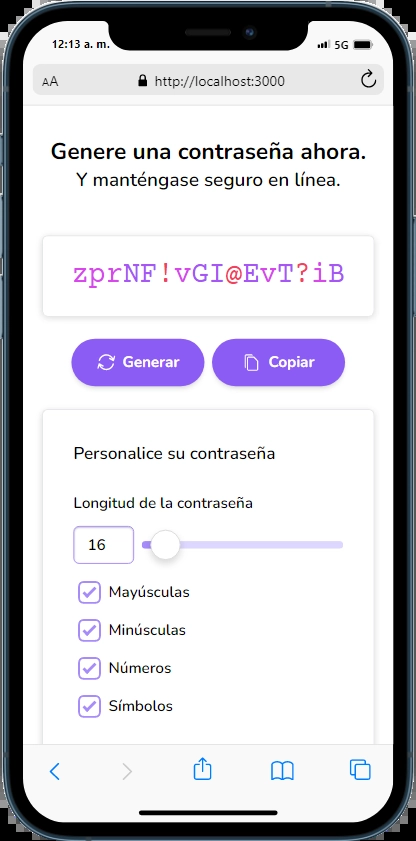 12:13 a. m.
5G
AA
http://localhost:3000
Genere una contraseña ahora.
Y manténgase seguro en línea.
zprNF!vGI@EvT?iB
Generar
Copiar
Personalice su contraseña
Longitud de la contraseña
16
Mayúsculas
Minúsculas
Números
Símbolos